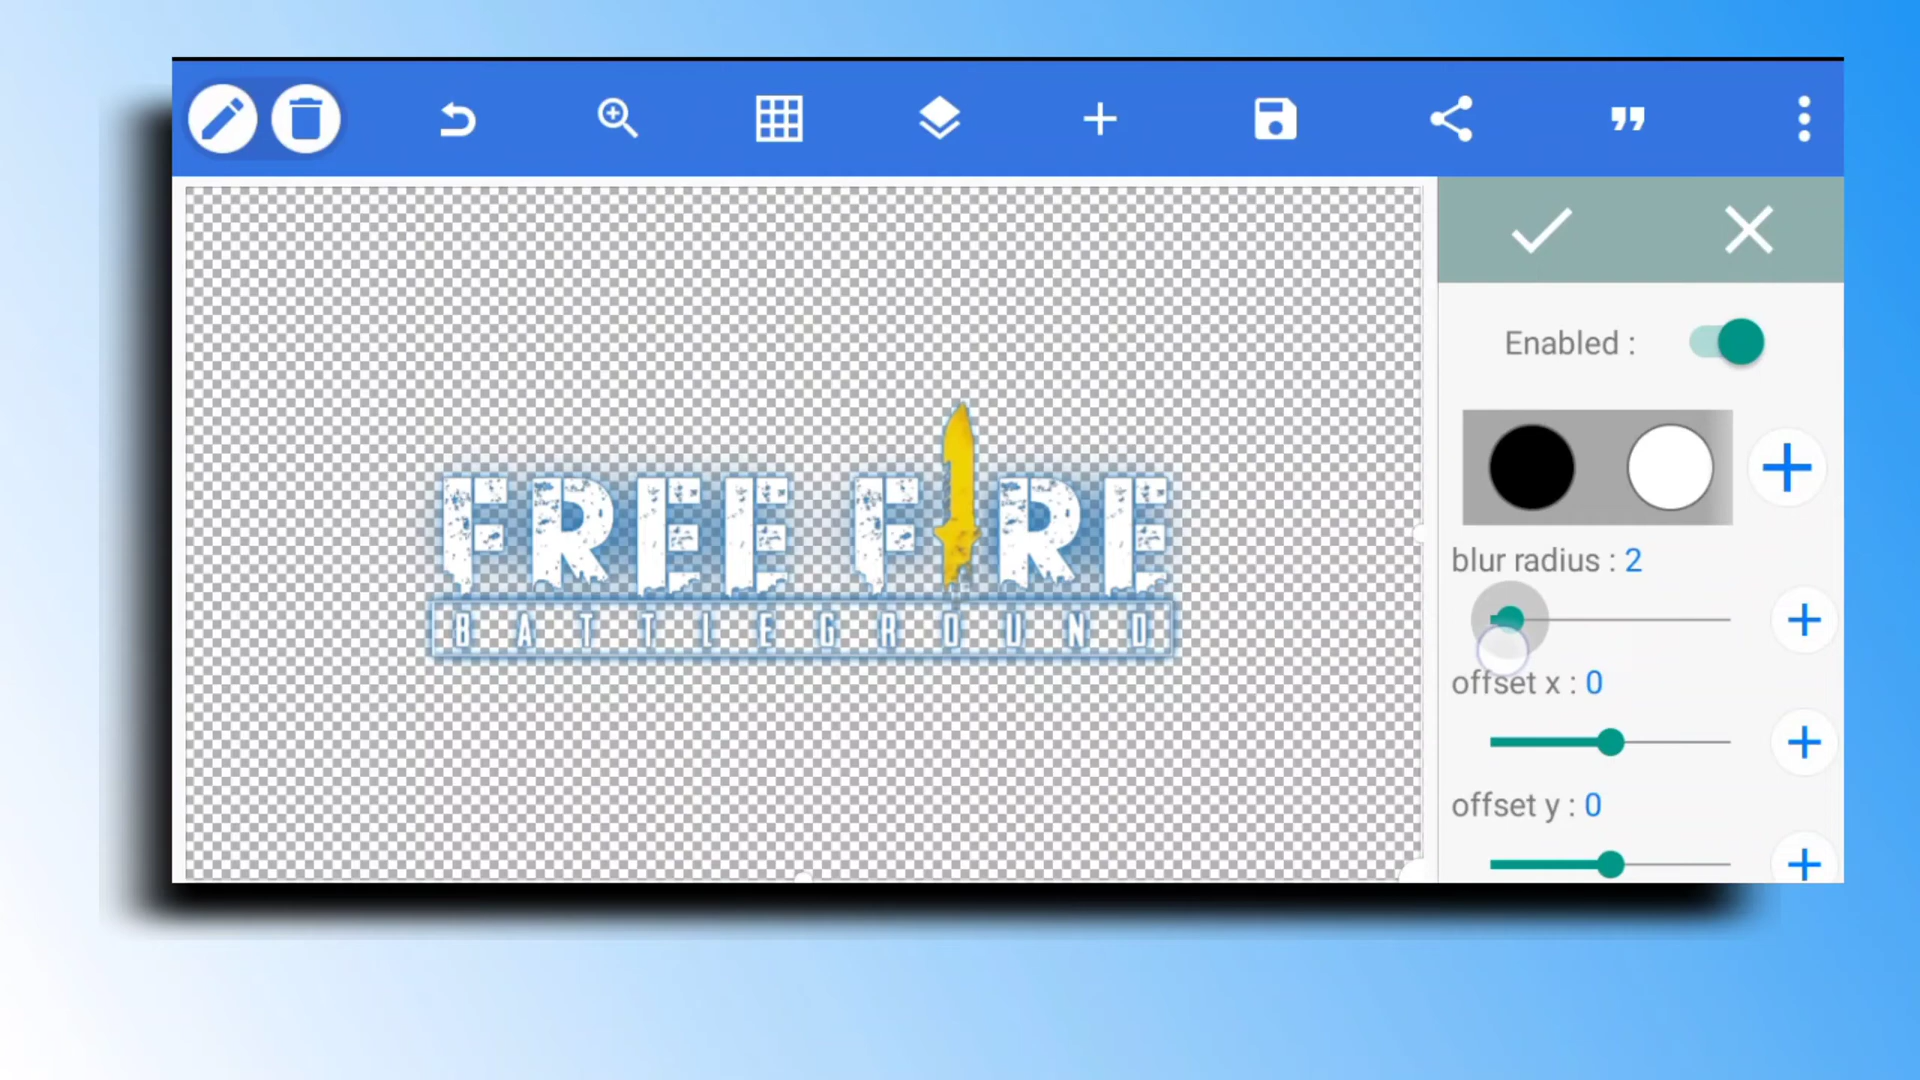 Enabled :
blur radius : 2
offset x : 0
offset y : 0
FREE FIRE
BATTLEGROUND